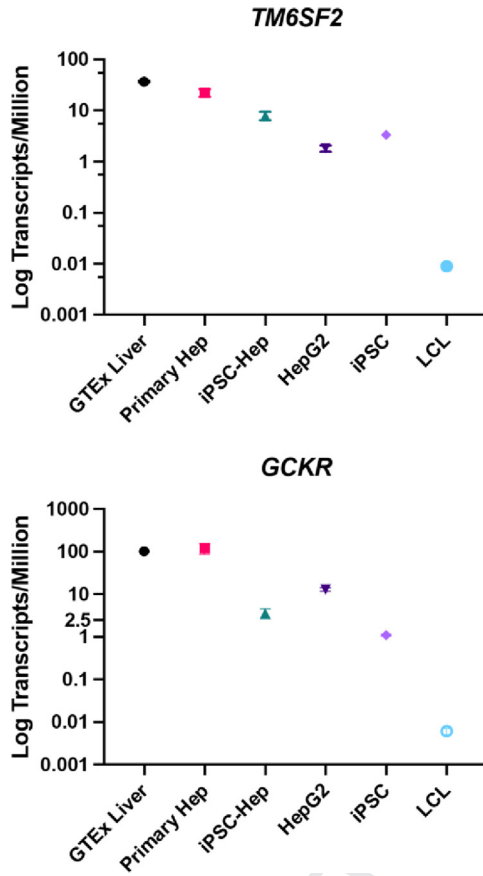 TM6SF2
Log Transcripts/Million
100
10
1
0.1
0.01
0.001
GTEx Liver
Primary Hep
iPSC-Hep
HepG2
iPSC
LCL
GCKR
Log Transcripts/Million
1000
100
10
2.5
1
0.1
0.01
0.001
GTEx Liver
Primary Hep
iPSC-Hep
HepG2
iPSC
LCL